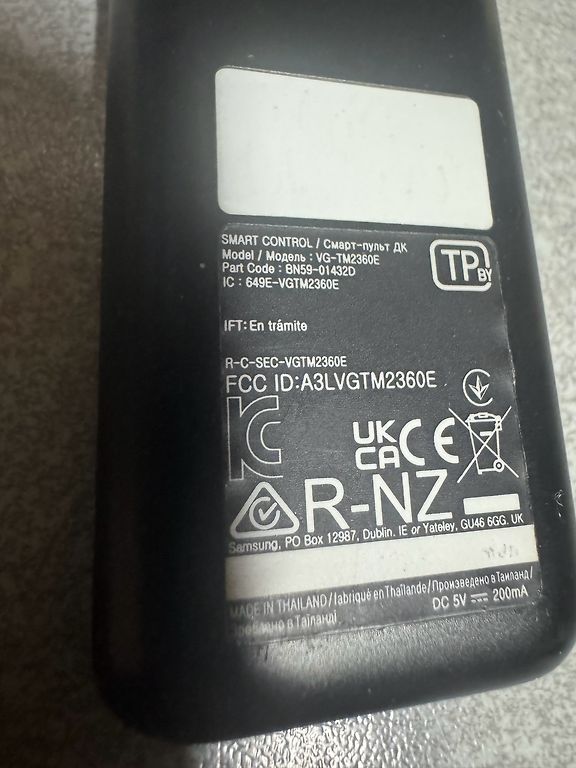 SMART CONTROL / Смарт-пульт ДК
Model / Модель : VG-TM2360E
Part Code : BN59-01432D
IC : 649E-VGTM2360E
TP BY
IFT: En trámite
R-C-SEC-VGTM2360E
FCC ID:A3LVGTM2360E
UK CA CE
R-NZ
Samsung, PO Box 12987, Dublin. IE or Yateley, GU46 6GG. UK
MADE IN THAILAND / fabriqué en Thaïlande / Произведено в Таиланд/
DC 5V 200mA
в Таїланді